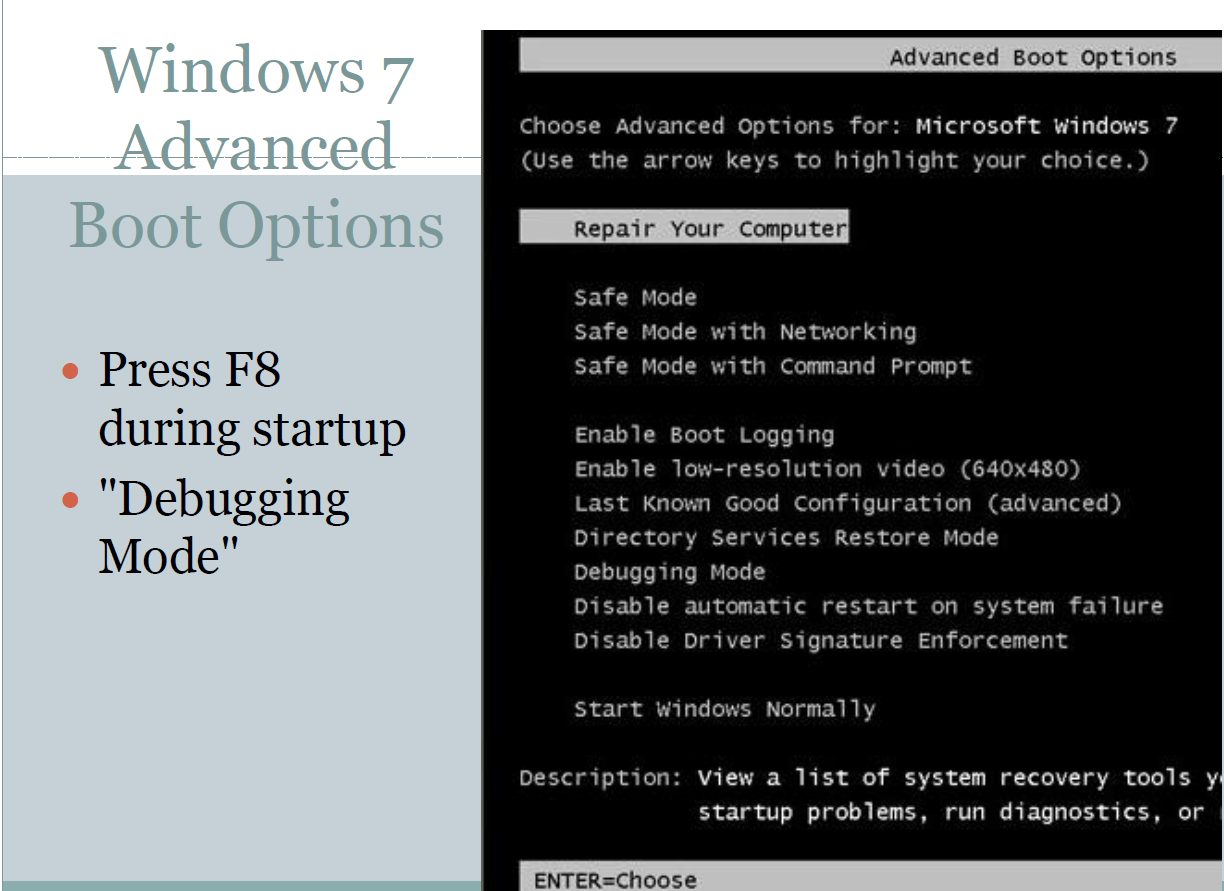 Windows 7
Advanced
Boot Options
• Press F8
during startup
• "Debugging
Mode"
Advanced Boot Options
Choose Advanced Options for: Microsoft Windows 7
(Use the arrow keys to highlight your choice.)
Repair Your Computer
Safe Mode
Safe Mode with Networking
Safe Mode with Command Prompt
Enable Boot Logging
Enable low-resolution video (640x480)
Last Known Good Configuration (advanced)
Directory Services Restore Mode
Debugging Mode
Disable automatic restart on system failure
Disable Driver Signature Enforcement
Start Windows Normally
Description: View a list of system recovery tools
startup problems, run diagnostics, or
ENTER=Choose